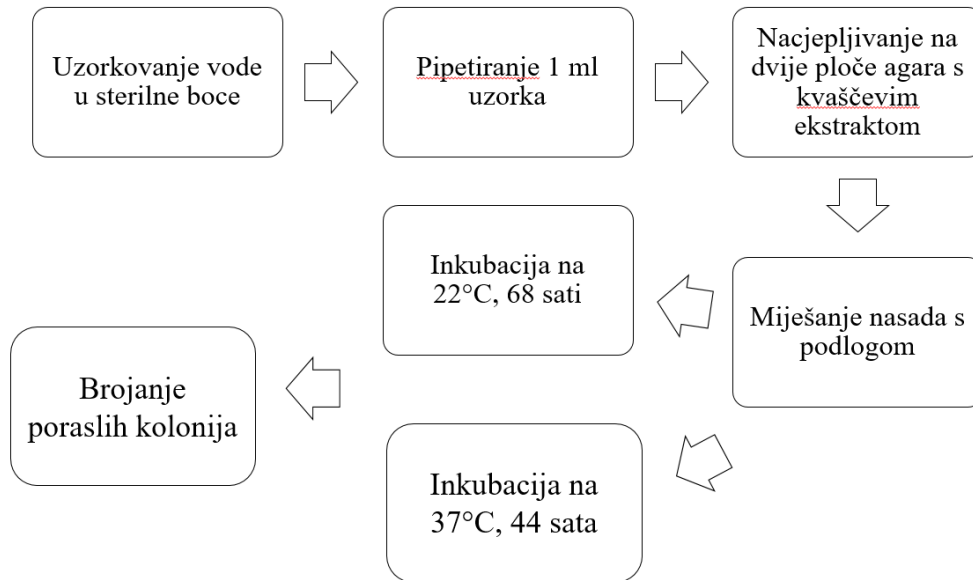 Uzorkovanje vode
u sterilne boce
Pipetiranje 1 ml
uzorka
Nacjepljivanje na
dvije ploče agara s
kvaščevim
ekstraktom
Miješanje nasada s
podlogom
Inkubacija na
22°C, 68 sati
Inkubacija na
37°C, 44 sata
Brojanje
poraslih kolonija